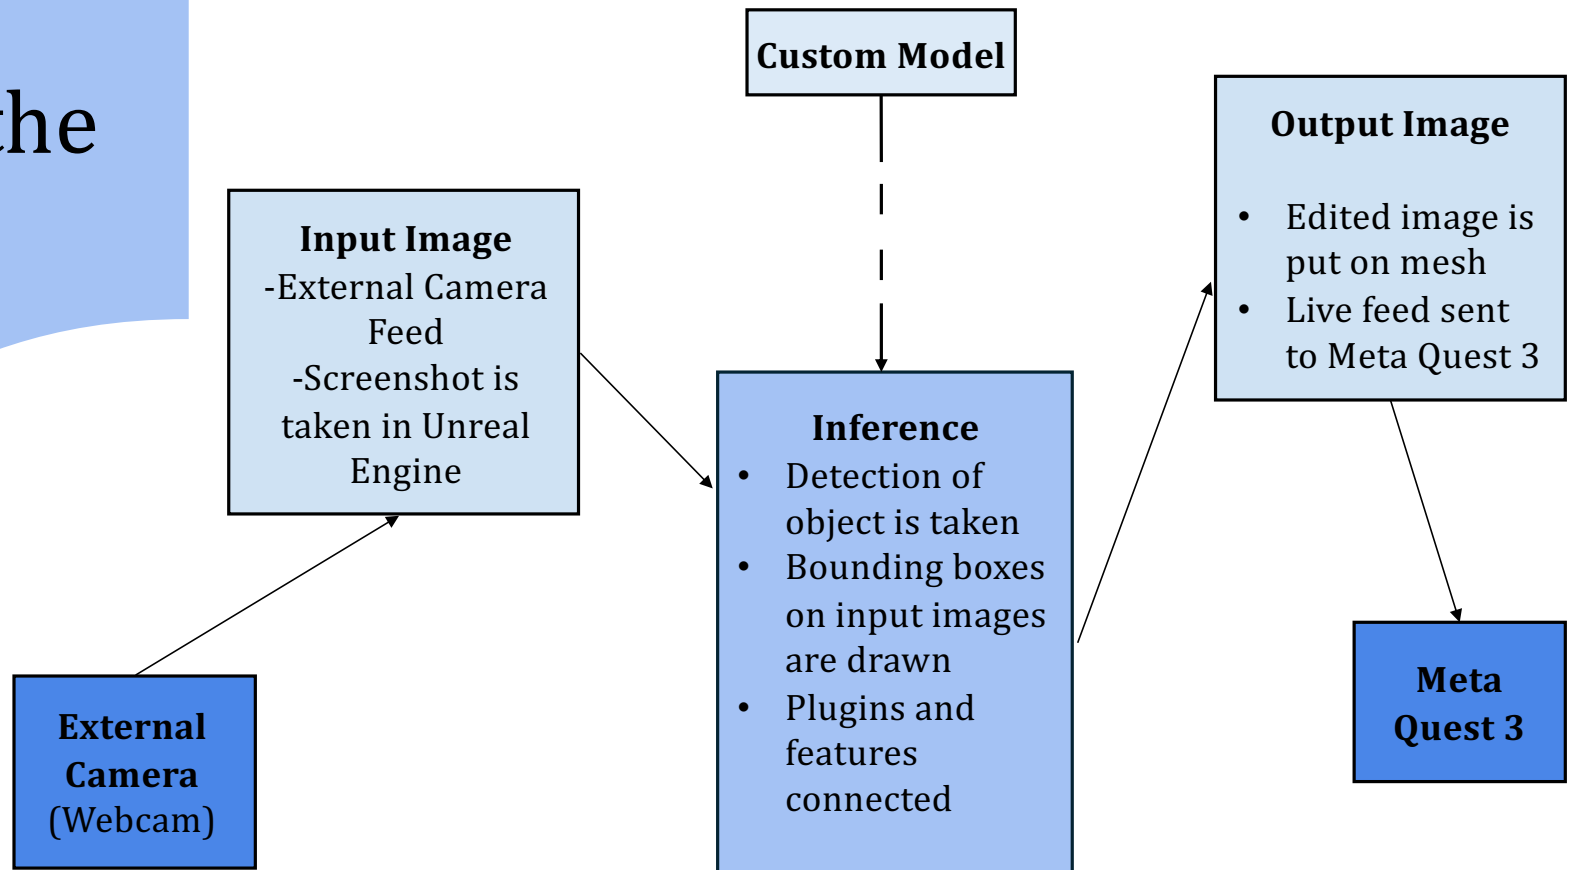 the
Custom Model
Output Image
• Edited image is
put on mesh
• Live feed sent
to Meta Quest 3
Input Image
-External Camera
Feed
-Screenshot is
taken in Unreal
Engine
Inference
• Detection of
object is taken
• Bounding boxes
on input images
are drawn
• Plugins and
features
connected
External
Camera
(Webcam)
Meta
Quest 3